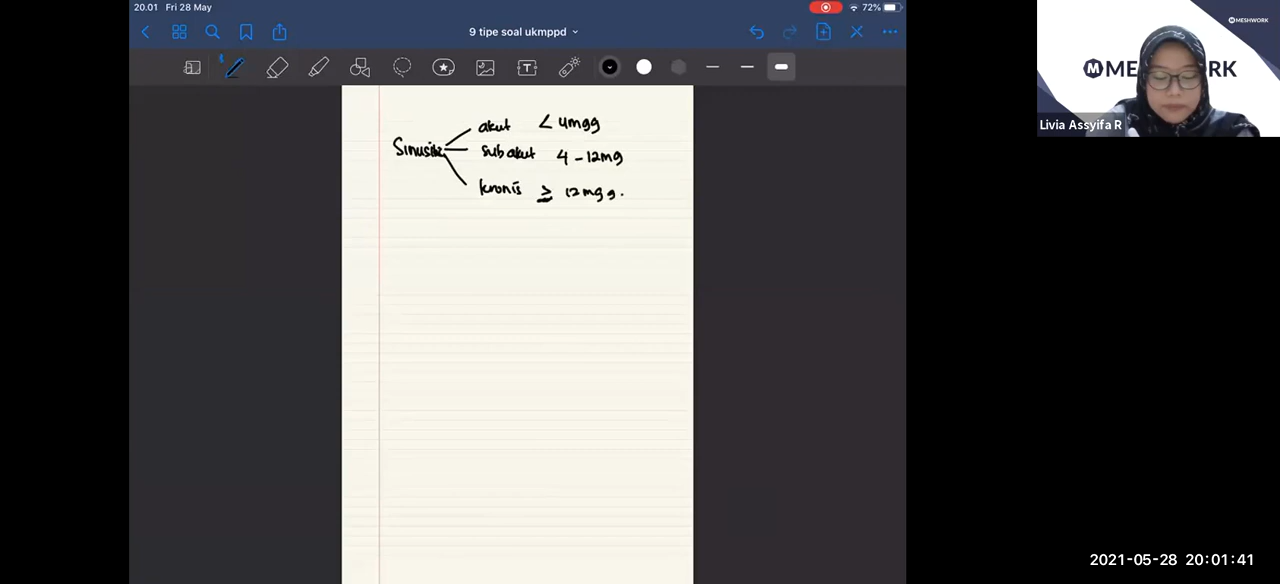 20.01 Fri 28 May
72%
9 tipe soal ukmppd
Sinusitis
akut < 4mgg
subakut 4 - 12mg
kronis ≥ 12mgg.
MESHWORK
Livia Assyifa R
2021-05-28 20:01:41